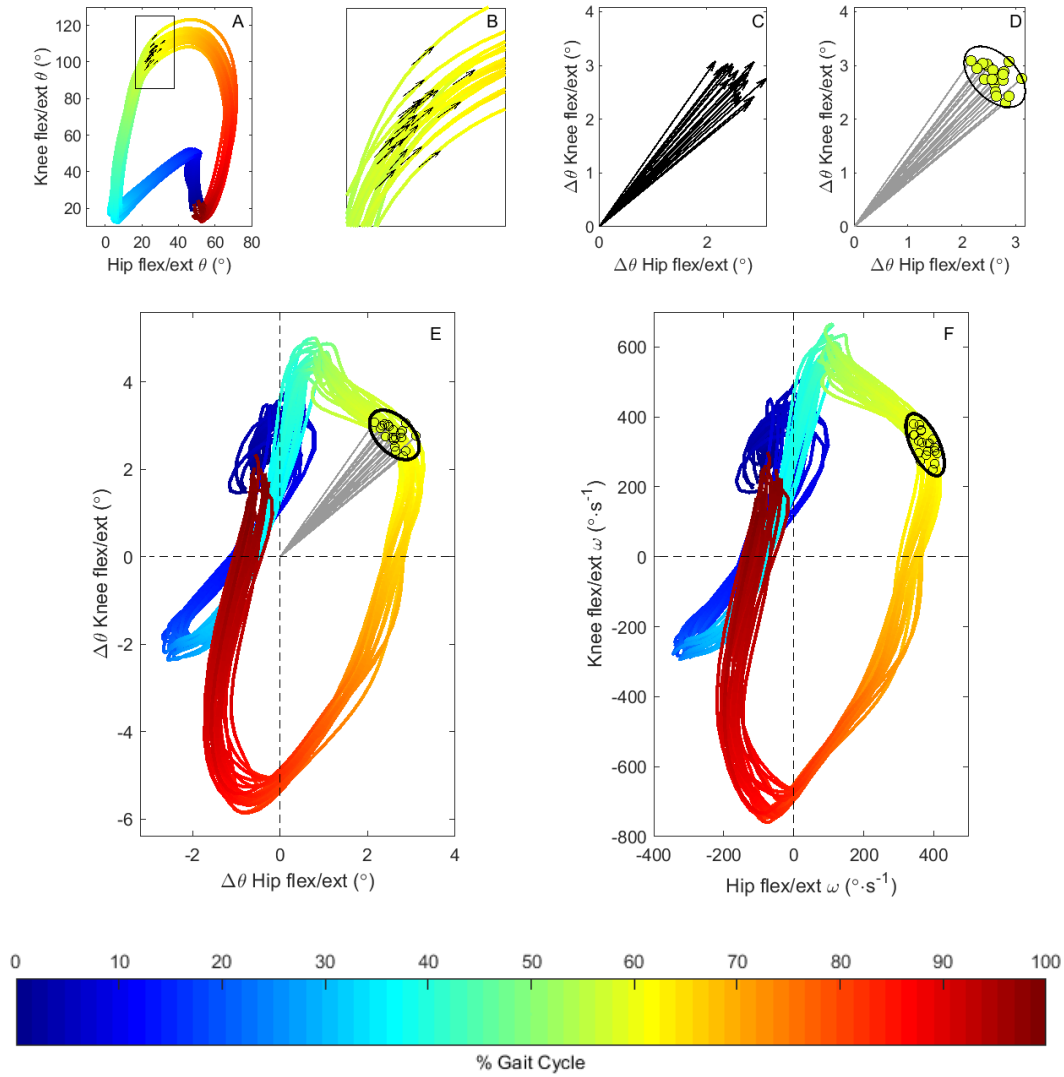 A
B
C
D
120
100
80
60
40
20
0 20 40 60 80
Knee flex/ext θ (°)
Hip flex/ext θ (°)
4
3
2
1
0
0 2
Δθ Knee flex/ext (°)
Δθ Hip flex/ext (°)
4
3
2
1
0
0 1 2 3
Δθ Knee flex/ext (°)
Δθ Hip flex/ext (°)
E
4
2
0
-2
-4
-6
-2 0 2 4
Δθ Knee flex/ext (°)
Δθ Hip flex/ext (°)
F
600
400
200
0
-200
-400
-600
-800
-400 -200 0 200 400
Knee flex/ext ω (°·s⁻¹)
Hip flex/ext ω (°·s⁻¹)
0 10 20 30 40 50 60 70 80 90 100
% Gait Cycle